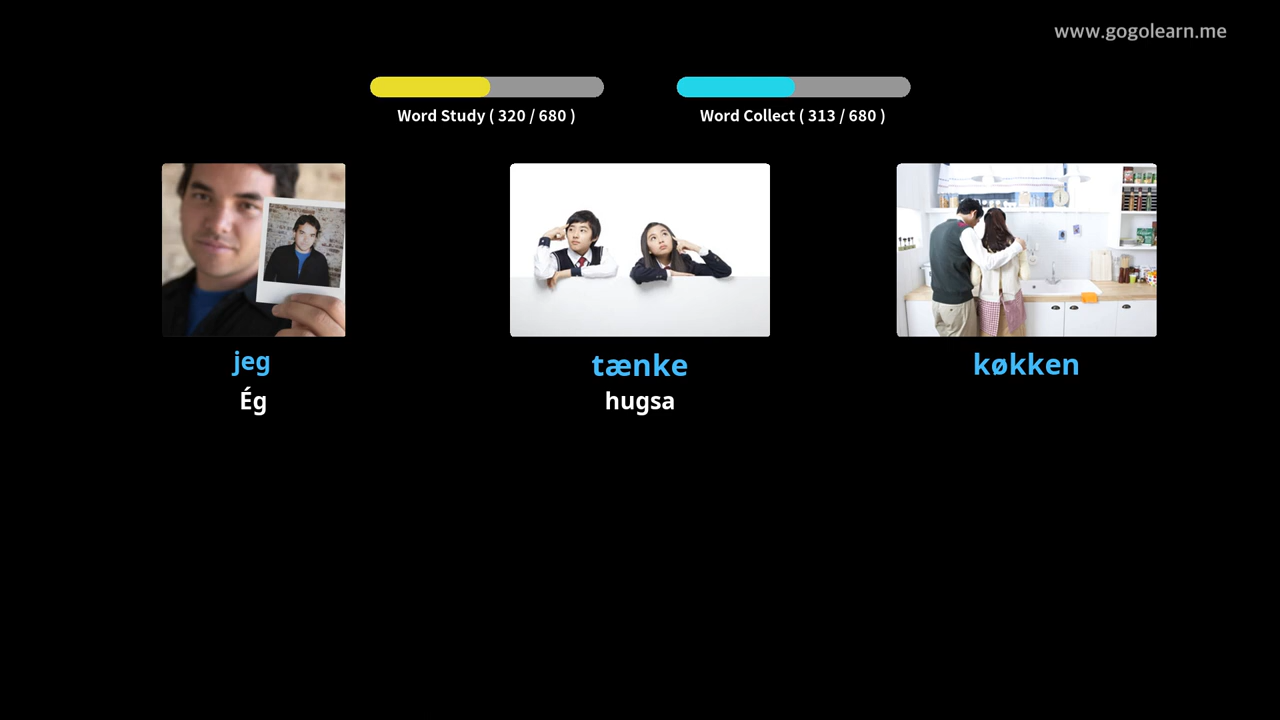 www.gogolearn.me
Word Study ( 320 / 680 )
Word Collect ( 313 / 680 )
jeg
tænke
køkken
Ég
hugsa